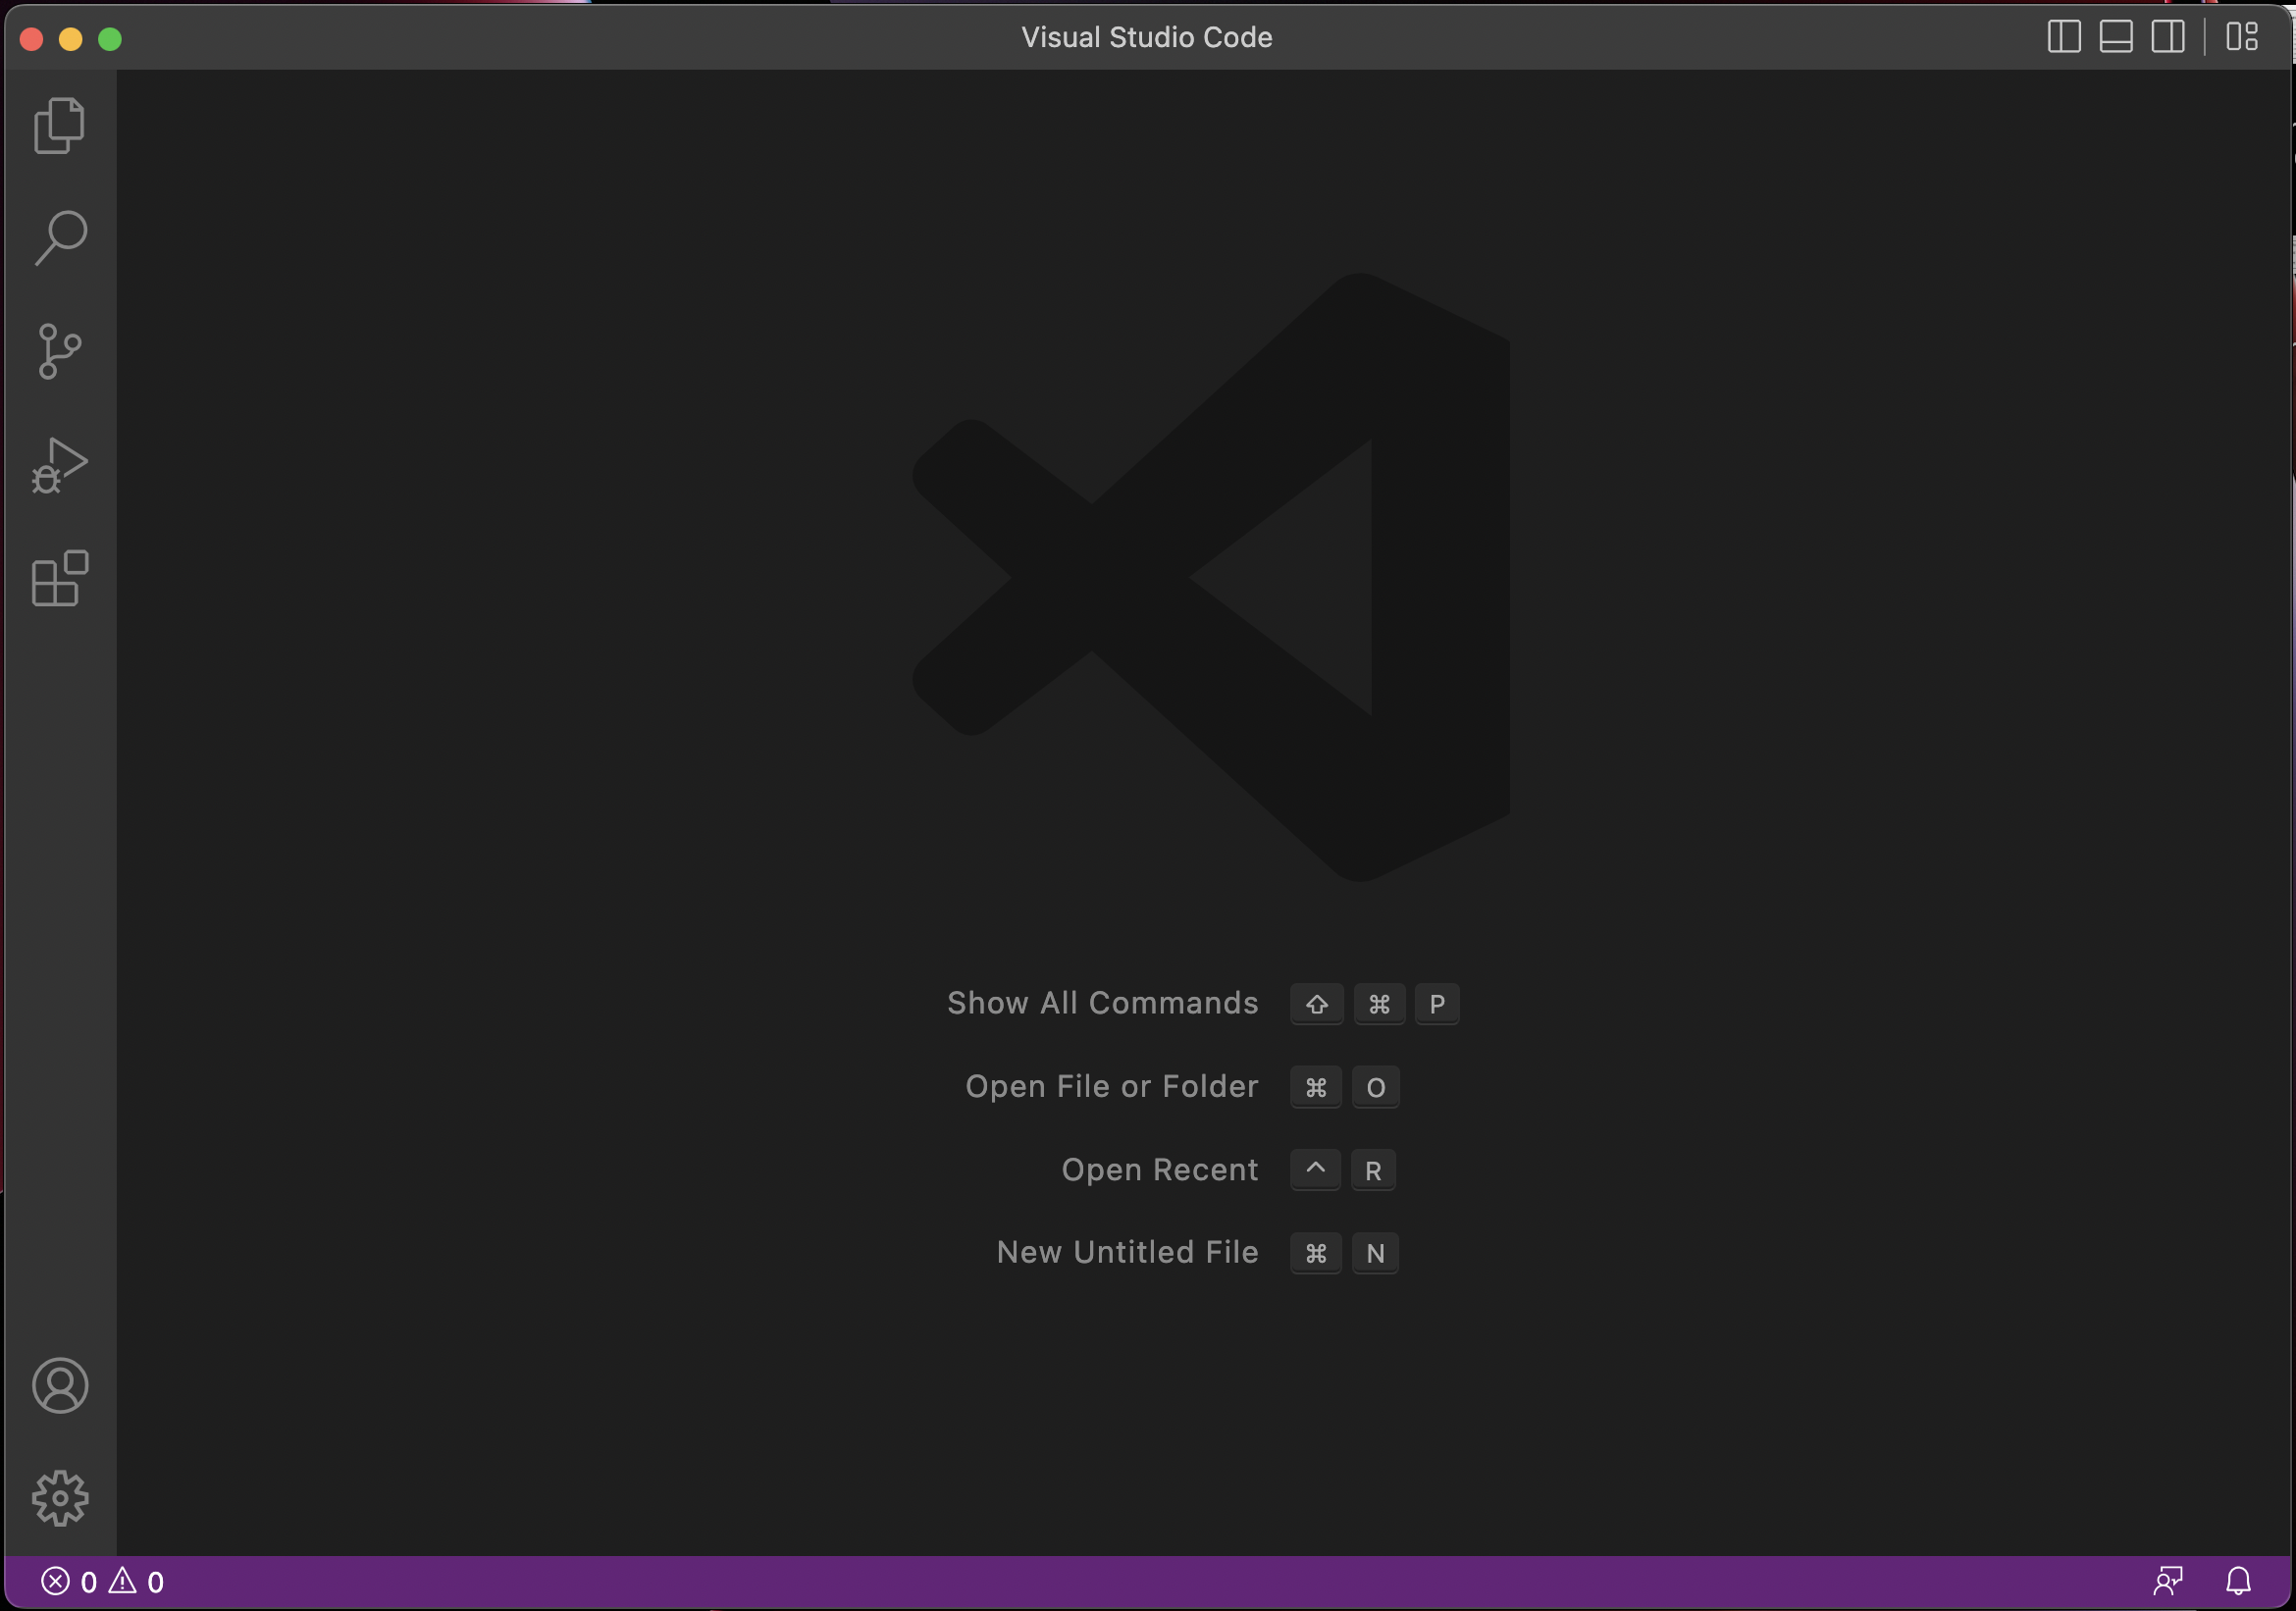 Visual Studio Code
Show All Commands ⇧ ⌘ P
Open File or Folder ⌘ O
Open Recent ^ R
New Untitled File ⌘ N
0 0